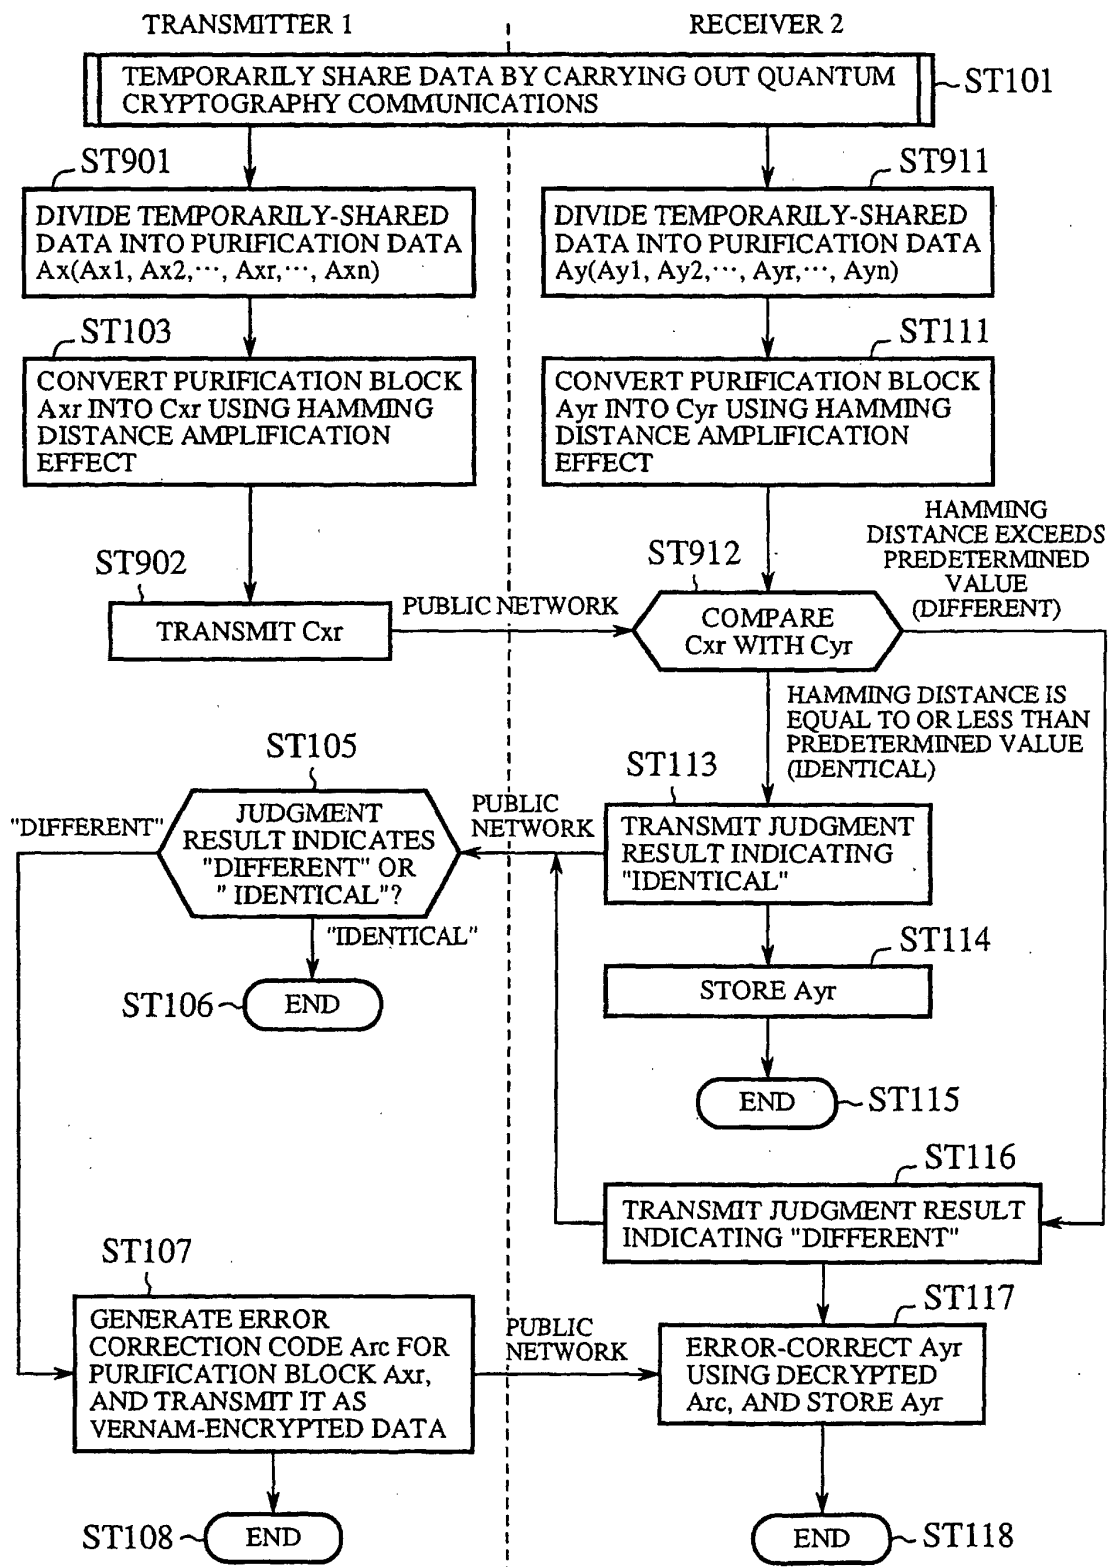 TRANSMITTER 1
RECEIVER 2
TEMPORARILY SHARE DATA BY CARRYING OUT QUANTUM
CRYPTOGRAPHY COMMUNICATIONS
ST101
ST901
DIVIDE TEMPORARILY-SHARED
DATA INTO PURIFICATION DATA
Ax(Ax1, Ax2,···, Axr,···, Axn)
ST911
DIVIDE TEMPORARILY-SHARED
DATA INTO PURIFICATION DATA
Ay(Ay1, Ay2,···, Ayr,···, Ayn)
ST103
CONVERT PURIFICATION BLOCK
Axr INTO Cxr USING HAMMING
DISTANCE AMPLIFICATION
EFFECT
ST111
CONVERT PURIFICATION BLOCK
Ayr INTO Cyr USING HAMMING
DISTANCE AMPLIFICATION
EFFECT
HAMMING
DISTANCE EXCEEDS
PREDETERMINED
VALUE
(DIFFERENT)
ST902
TRANSMIT Cxr
PUBLIC NETWORK
ST912
COMPARE
Cxr WITH Cyr
HAMMING DISTANCE IS
EQUAL TO OR LESS THAN
PREDETERMINED VALUE
(IDENTICAL)
ST105
JUDGMENT
RESULT INDICATES
"DIFFERENT" OR
" IDENTICAL"?
"DIFFERENT"
"IDENTICAL"
PUBLIC
NETWORK
ST113
TRANSMIT JUDGMENT
RESULT INDICATING
"IDENTICAL"
ST106
END
ST114
STORE Ayr
END
ST115
ST116
TRANSMIT JUDGMENT RESULT
INDICATING "DIFFERENT"
ST107
GENERATE ERROR
CORRECTION CODE Arc FOR
PURIFICATION BLOCK Axr,
AND TRANSMIT IT AS
VERNAM-ENCRYPTED DATA
PUBLIC
NETWORK
ST117
ERROR-CORRECT Ayr
USING DECRYPTED
Arc, AND STORE Ayr
ST108
END
END
ST118